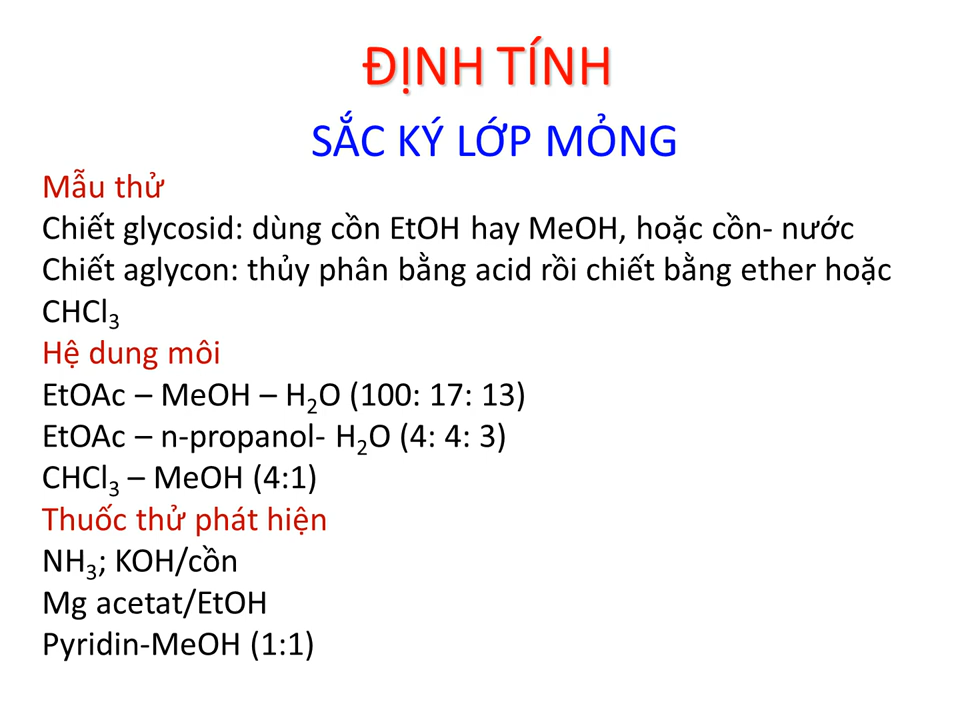 ĐỊNH TÍNH
SẮC KÝ LỚP MỎNG
Mẫu thử
Chiết glycosid: dùng cồn EtOH hay MeOH, hoặc cồn- nước
Chiết aglycon: thủy phân bằng acid rồi chiết bằng ether hoặc
CHCl₃
Hệ dung môi
EtOAc – MeOH – H₂O (100: 17: 13)
EtOAc – n-propanol- H₂O (4: 4: 3)
CHCl₃ – MeOH (4:1)
Thuốc thử phát hiện
NH₃; KOH/cồn
Mg acetat/EtOH
Pyridin-MeOH (1:1)